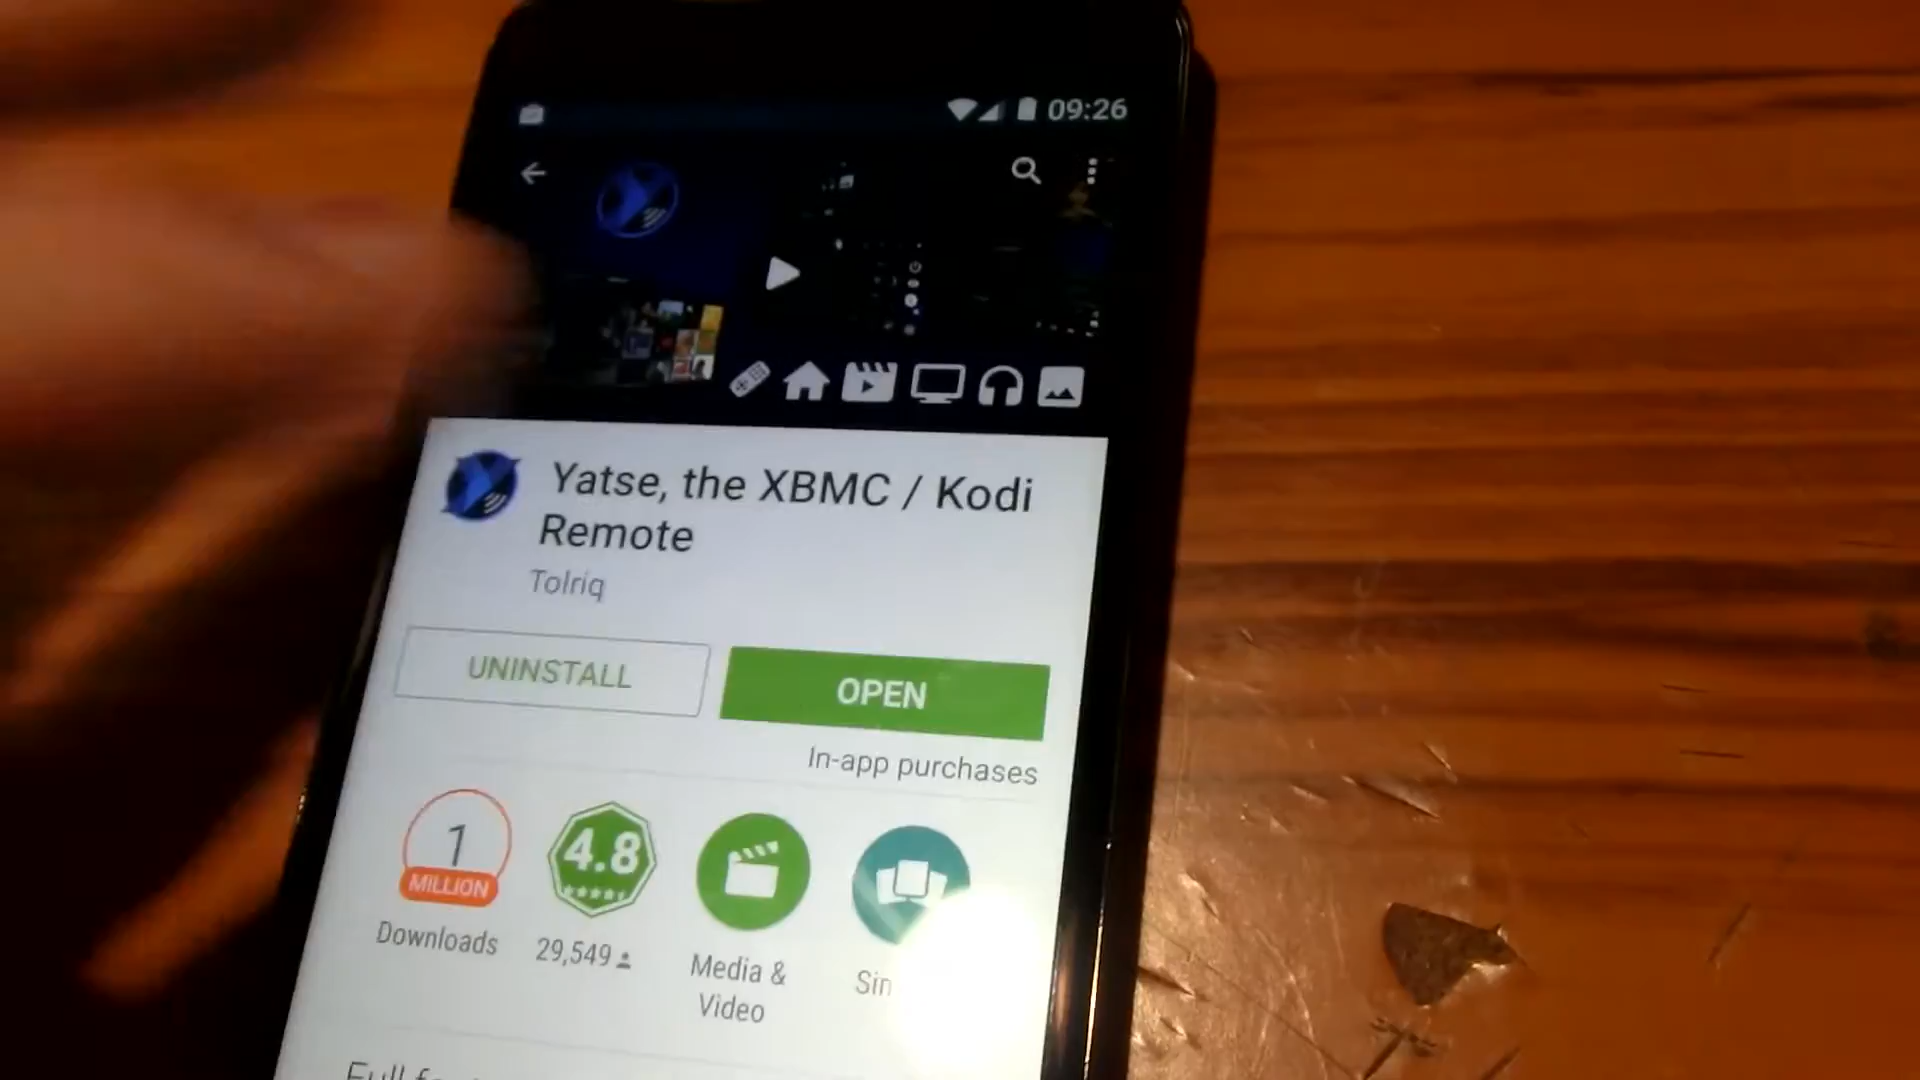 09:26
Yatse, the XBMC / Kodi
Remote
Tolriq
UNINSTALL
OPEN
In-app purchases
1
MILLION
4.8
Downloads
29,549
Media &
Video
Full